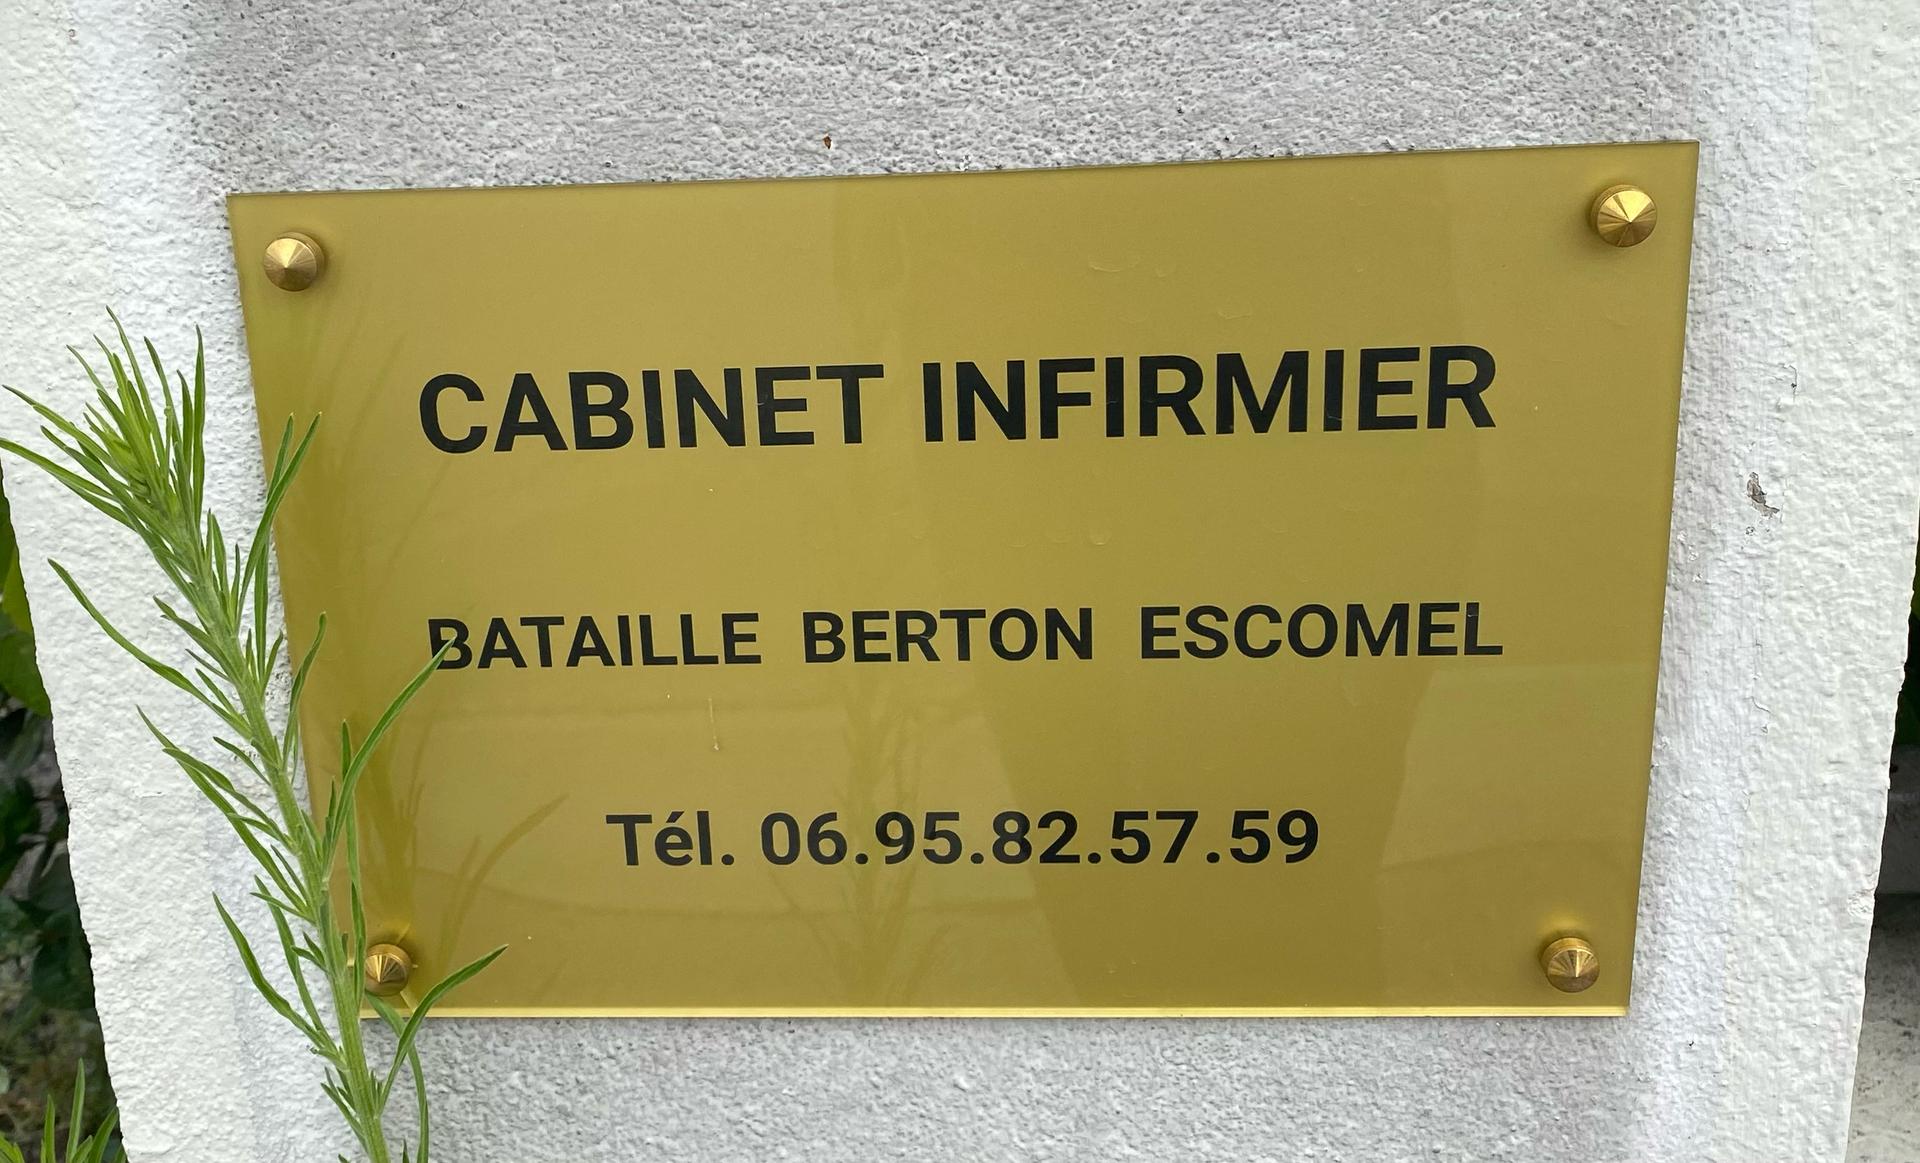 CABINET INFIRMIER
BATAILLE BERTON ESCOMEL
Tél. 06.95.82.57.59